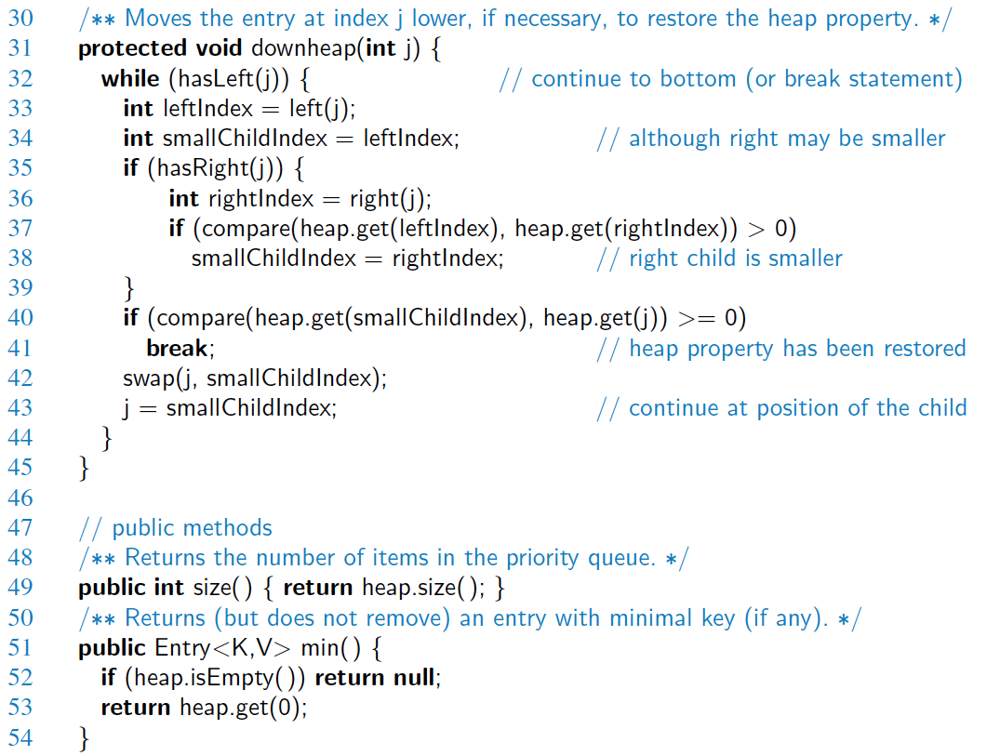 30 /** Moves the entry at index j lower, if necessary, to restore the heap property. */
31 protected void downheap(int j) {
32 while (hasLeft(j)) { // continue to bottom (or break statement)
33 int leftIndex = left(j);
34 int smallChildIndex = leftIndex; // although right may be smaller
35 if (hasRight(j)) {
36 int rightIndex = right(j);
37 if (compare(heap.get(leftIndex), heap.get(rightIndex)) > 0)
38 smallChildIndex = rightIndex; // right child is smaller
39 }
40 if (compare(heap.get(smallChildIndex), heap.get(j)) >= 0)
41 break; // heap property has been restored
42 swap(j, smallChildIndex);
43 j = smallChildIndex; // continue at position of the child
44 }
45 }
46
47 // public methods
48 /** Returns the number of items in the priority queue. */
49 public int size() { return heap.size(); }
50 /** Returns (but does not remove) an entry with minimal key (if any). */
51 public Entry<K,V> min() {
52 if (heap.isEmpty()) return null;
53 return heap.get(0);
54 }